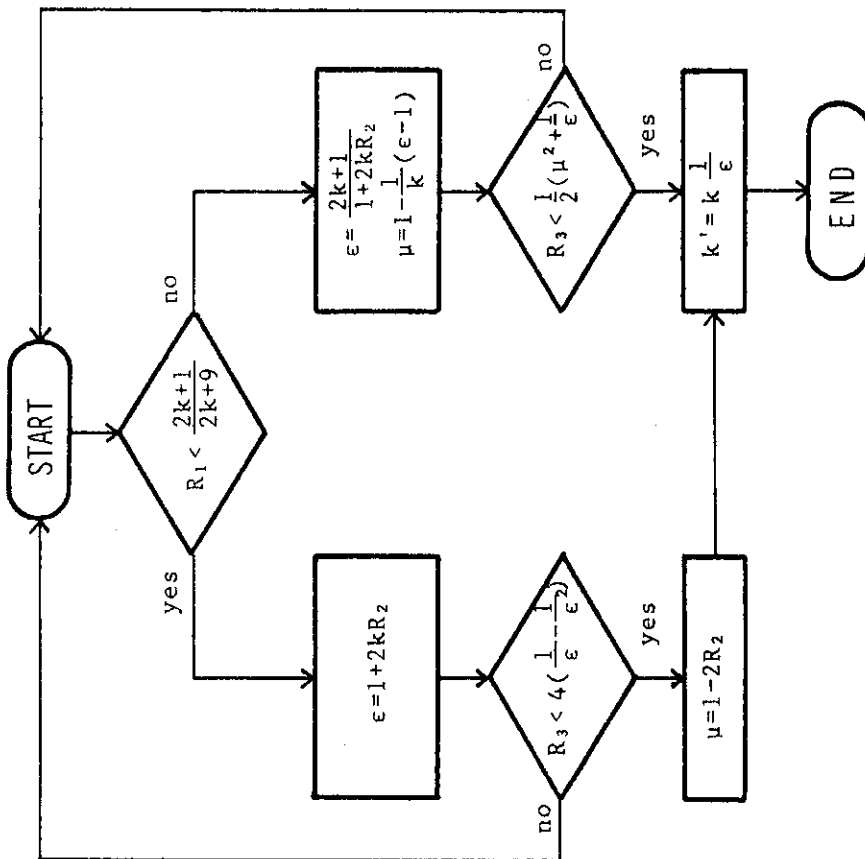 START
R₁ < (2k+1)/(2k+9)
yes
no
ε=1+2kR₂
ε=(2k+1)/(1+2kR₂)
μ=1-(1/k)(ε-1)
R₃ < 4(1/ε - 1/ε²)
no
yes
R₃ < ½(μ²+1/ε)
no
yes
μ=1-2R₂
k'=k 1/ε
END